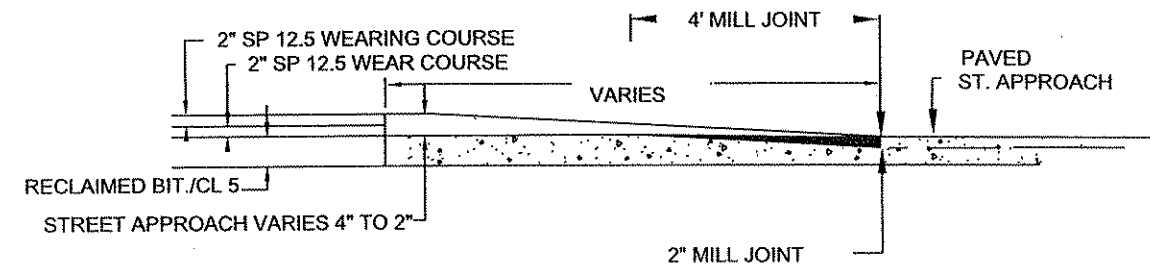 4' MILL JOINT
2" SP 12.5 WEARING COURSE
2" SP 12.5 WEAR COURSE
PAVED
ST. APPROACH
VARIES
RECLAIMED BIT./CL 5
STREET APPROACH VARIES 4" TO 2"
2" MILL JOINT